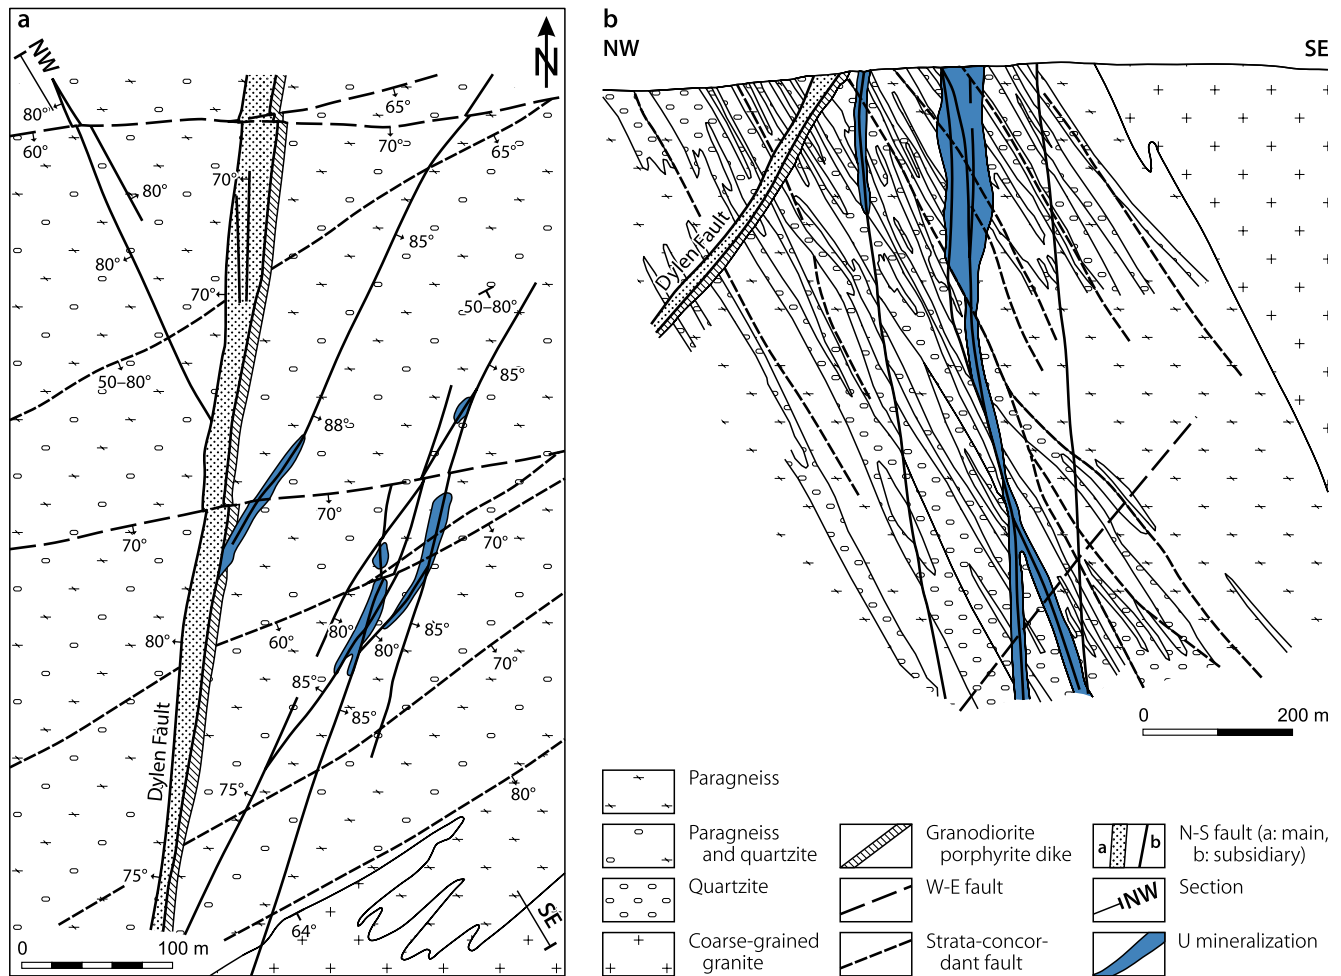 a
N
NW
80°
60°
65°
70°
65°
80°
70°
85°
80°
70°
50–80°
50–80°
85°
88°
70°
70°
70°
80°
60°
80°
80°
85°
70°
85°
85°
75°
80°
75°
64°
Dylen Fault
SE
0 100 m
b
NW SE
Dylen Fault
0 200 m
Paragneiss
Paragneiss
and quartzite
Quartzite
Coarse-grained
granite
Granodiorite
porphyrite dike
W-E fault
Strata-concor-
dant fault
a b
N-S fault (a: main,
b: subsidiary)
NW
Section
U mineralization